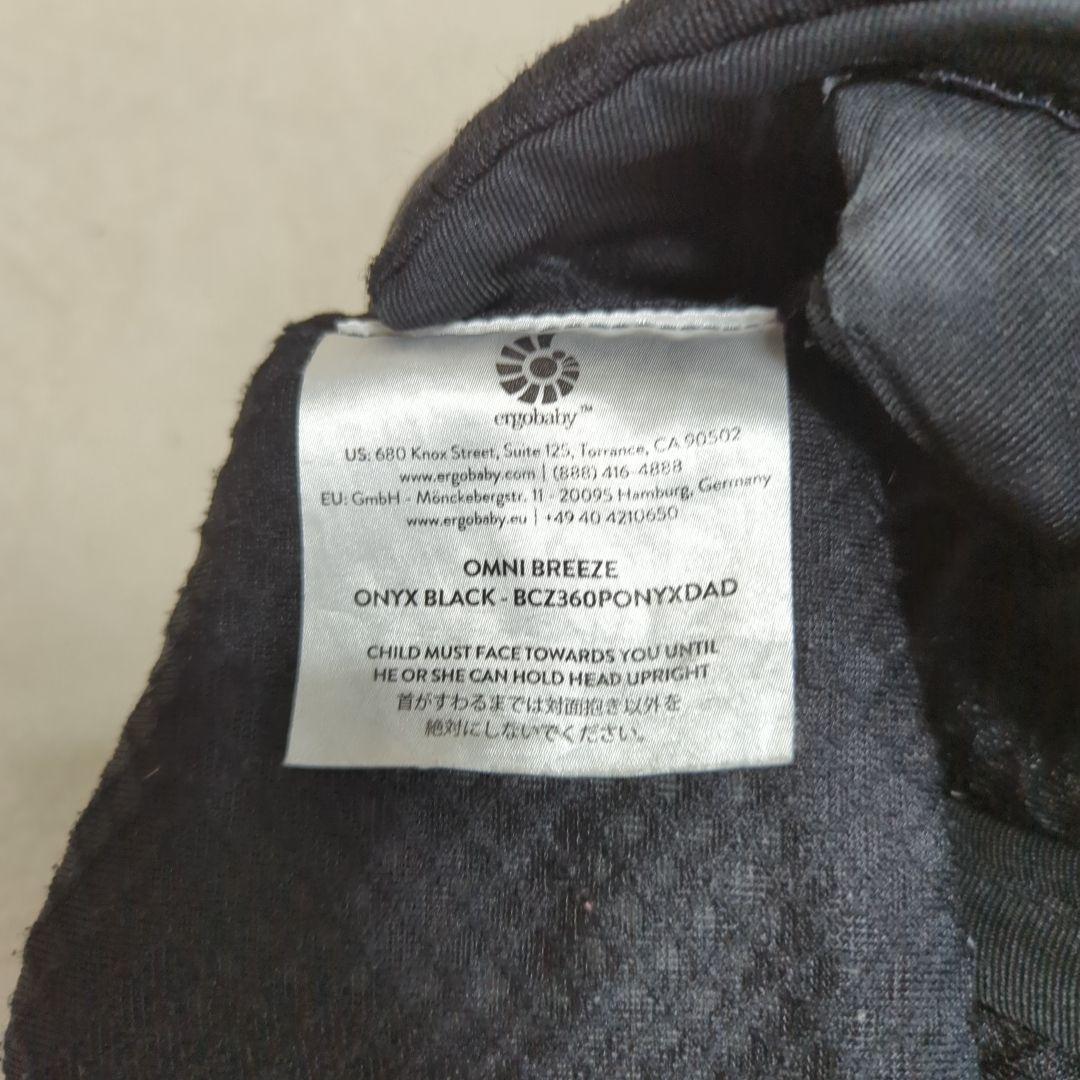 ergobaby™
US: 680 Knox Street, Suite 125, Torrance, CA 90502
www.ergobaby.com | (888) 416-4888
EU: GmbH - Mönckebergstr. 11 - 20095 Hamburg, Germany
www.ergobaby.eu | +49 40 4210650
OMNI BREEZE
ONYX BLACK - BCZ360PONYXDAD
CHILD MUST FACE TOWARDS YOU UNTIL
HE OR SHE CAN HOLD HEAD UPRIGHT
首がすわるまでは対面抱き以外を
絶対にしないでください。